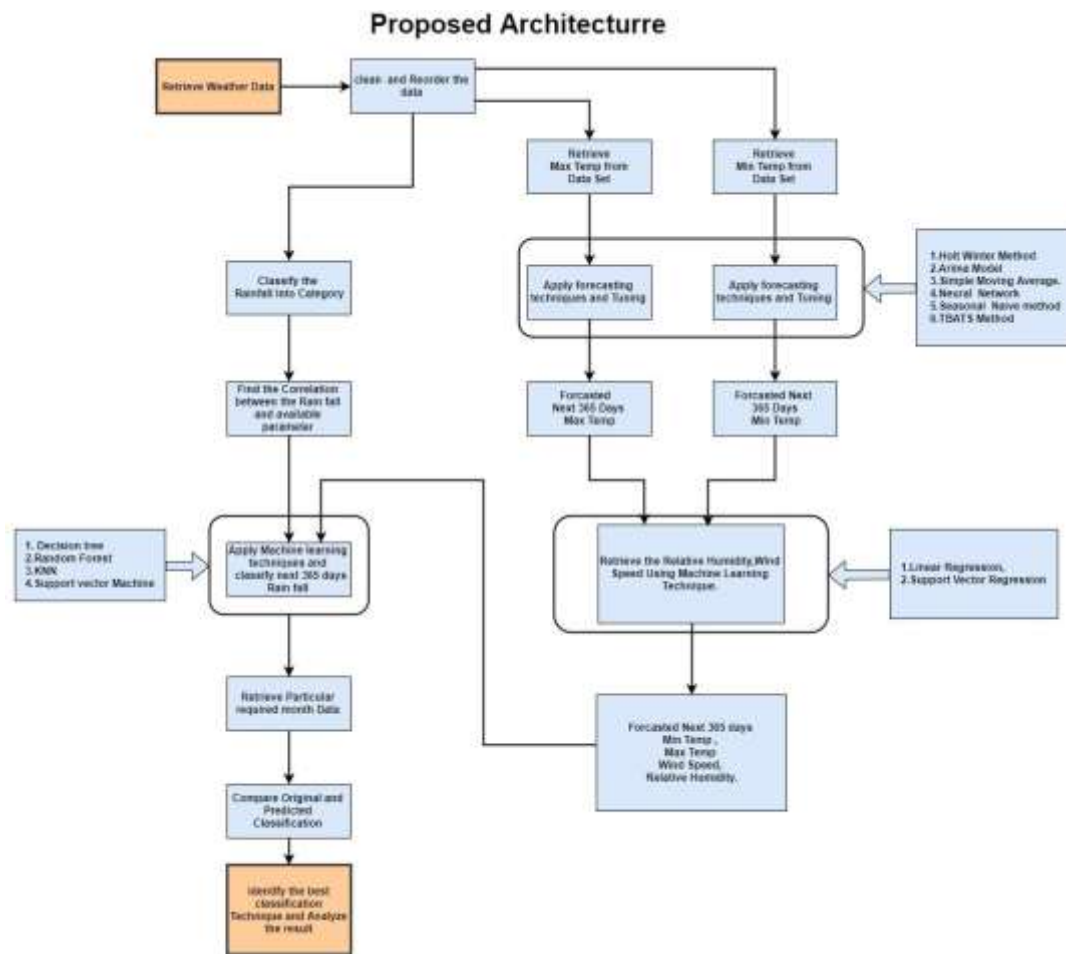 Proposed Architecturre
Retrieve Weather Data
clean and Reorder the
data
Retrieve
Max Temp from
Data Set
Retrieve
Min Temp from
Data Set
Classify the
Rainfall into Category
Apply forecasting
techniques and Tuning
Apply forecasting
techniques and Tuning
1.Holt Winter Method
2.Arima Model
3.Simple Moving Average.
4.Neural Network
5.Seasonal Naive method
6.TBATS Method
Find the Correlation
between the Rain fall
and available
parameter
Forcasted
Next 365 Days
Max Temp
Forcasted Next
365 Days
Min Temp
1. Decision tree
2.Random Forest
3.KNN
4.Support vector Machine
Apply Machine learning
techniques and
classify next 365 days
Rain fall
Retrieve the Relative Humidity,Wind
Speed Using Machine Learning
Technique.
1.Linear Regression,
2.Support Vector Regression
Retrieve Particular
required month Data
Forcasted Next 365 days
Min Temp ,
Max Temp
Wind Speed,
Relative Humidity.
Compare Original and
Predicted
Classification
Identify the best
classification
Technique and Analyze
the result